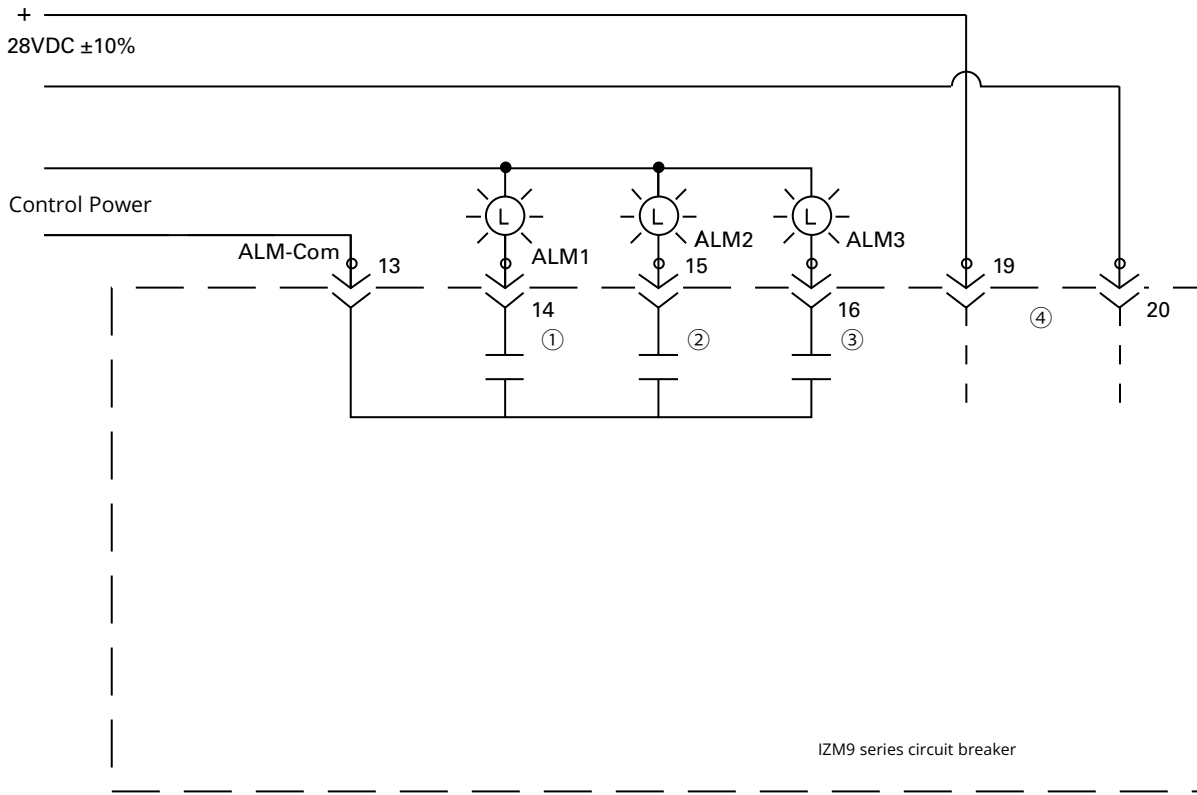 +
28VDC ±10%
Control Power
L L L
ALM-Com ALM1 ALM2 ALM3
13 15 19
14 16 20
① ② ③ ④
IZM9 series circuit breaker